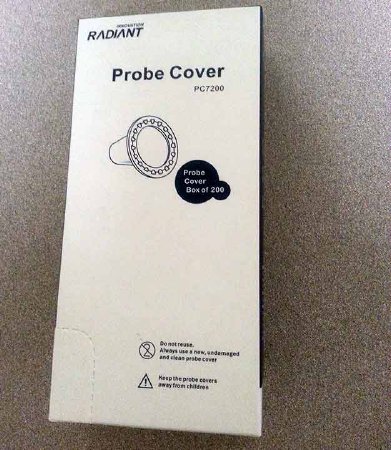 INNOVATION
RADIANT
Probe Cover
PC7200
Probe
Cover
Box of 200
Do not reuse.
Always use a new, undamaged
and clean probe cover
Keep the probe covers
away from children